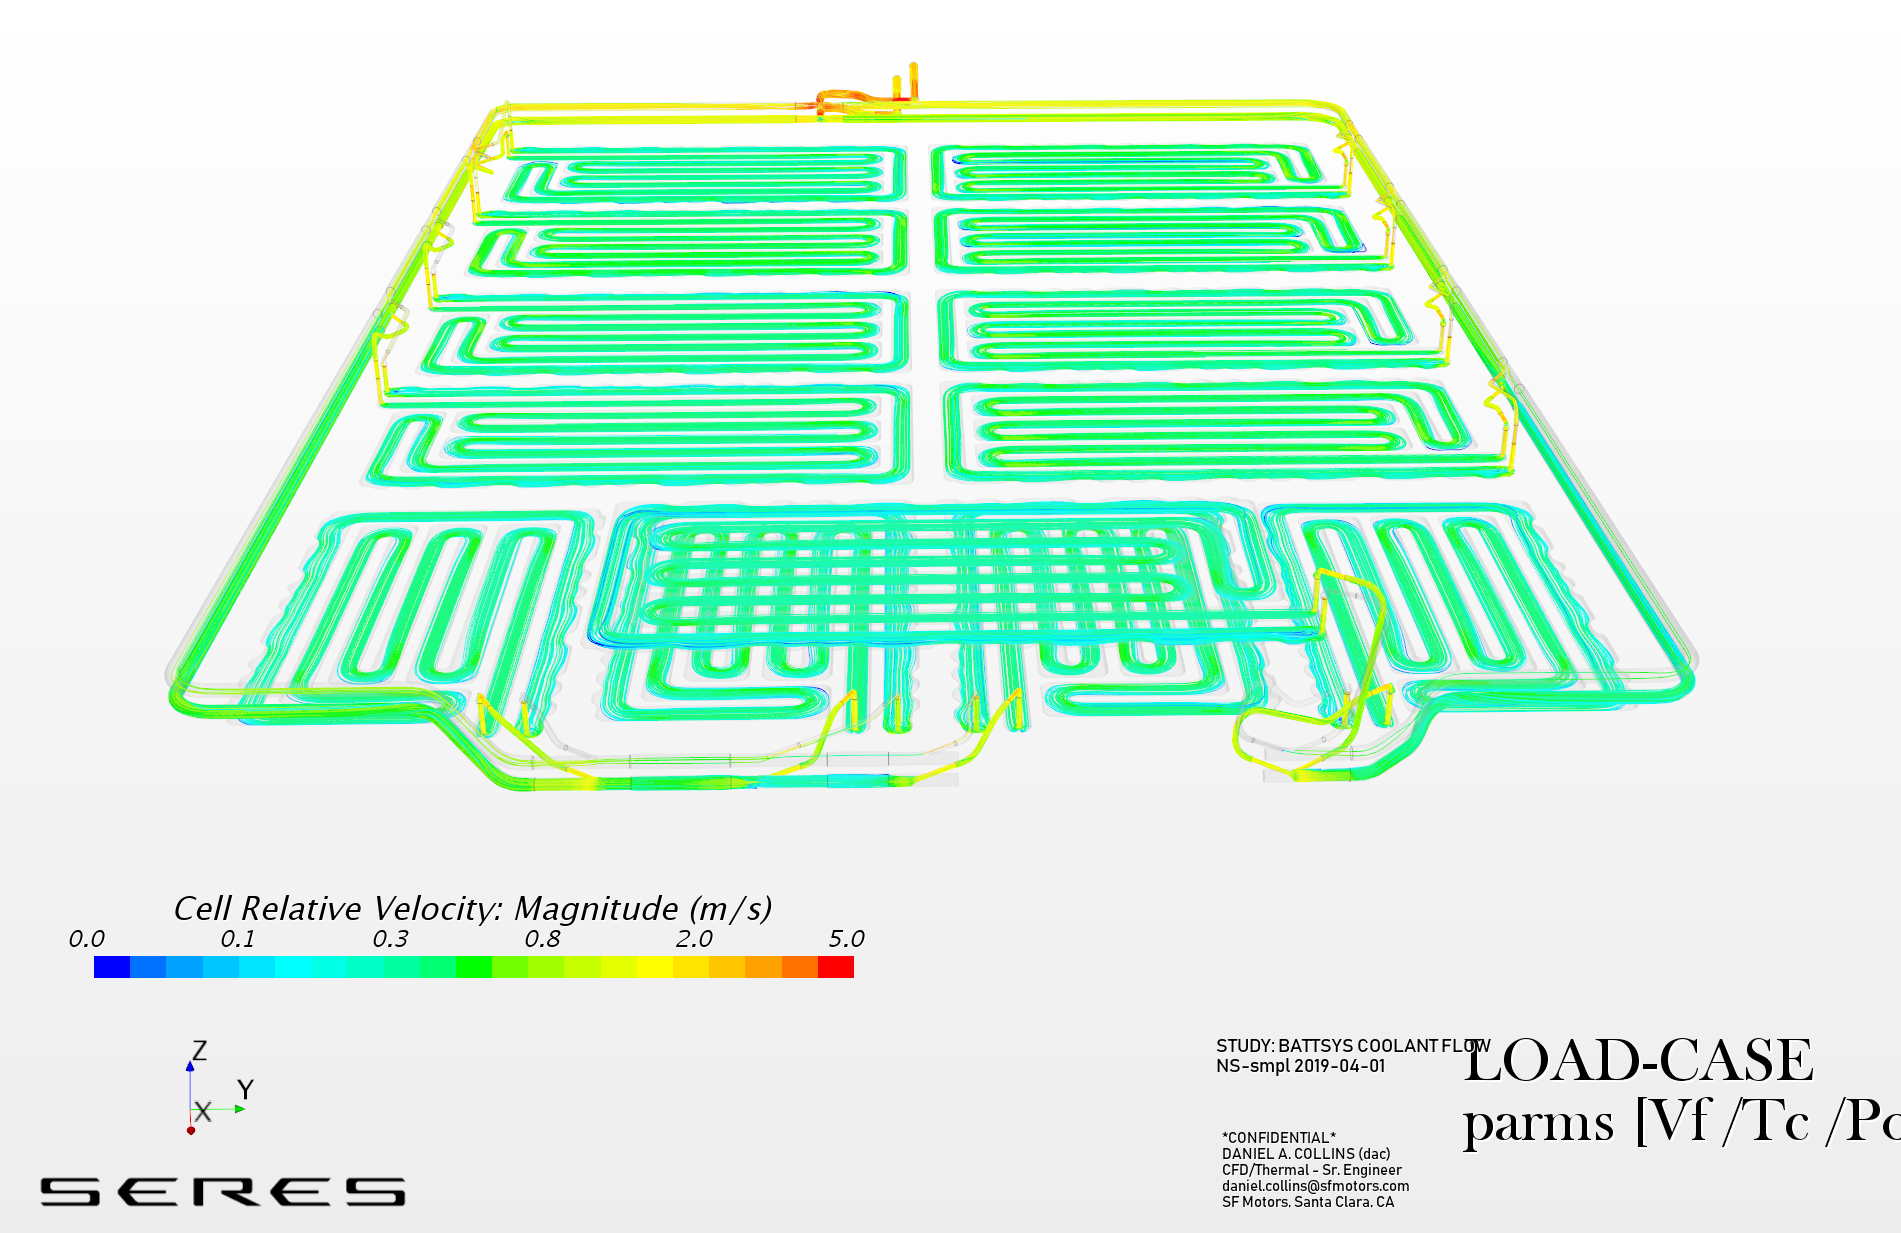 Cell Relative Velocity: Magnitude (m/s)
0.0 0.1 0.3 0.8 2.0 5.0
Z
Y
X
STUDY: BATTSYS COOLANT FLOW
NS-smpl 2019-04-01
LOAD-CASE
parms [Vf /Tc /Po
*CONFIDENTIAL*
DANIEL A. COLLINS (dac)
CFD/Thermal - Sr. Engineer
daniel.collins@sfmotors.com
SF Motors, Santa Clara, CA
SERES